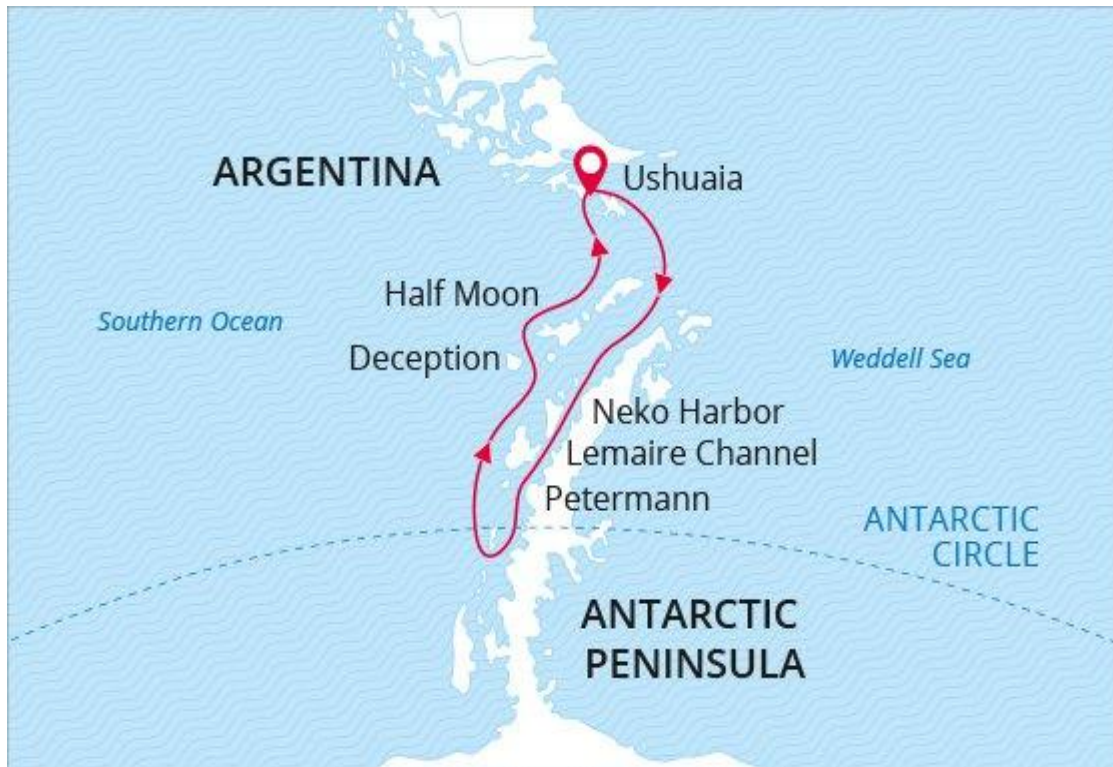 ARGENTINA
Ushuaia
Half Moon
Southern Ocean
Deception
Weddell Sea
Neko Harbor
Lemaire Channel
Petermann
ANTARCTIC
CIRCLE
ANTARCTIC
PENINSULA